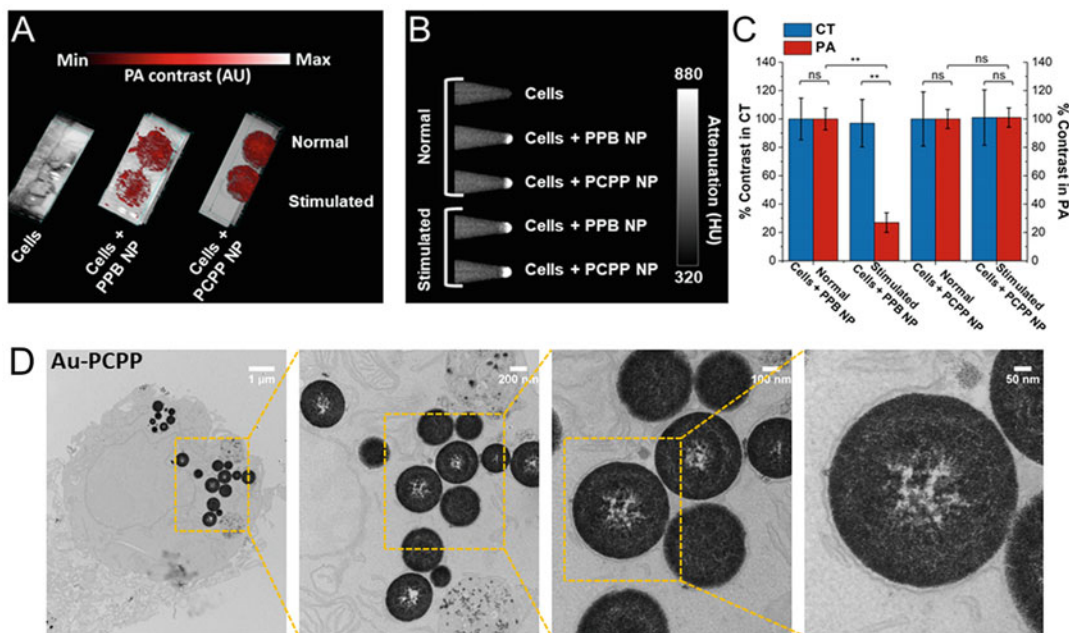 A
Min
Max
PA contrast (AU)
Normal
Stimulated
Cells
Cells +
PPB NP
Cells +
PCPP NP
B
Normal
Cells
Cells + PPB NP
Cells + PCPP NP
Stimulated
Cells + PPB NP
Cells + PCPP NP
880
Attenuation (HU)
320
C
CT
PA
% Contrast in CT
140
120
100
80
60
40
20
0
ns
**
**
ns
ns
ns
140
120
100
80
60
40
20
0
% Contrast in PA
Normal
Cells + PPB NP
Stimulated
Cells + PPB NP
Normal
Cells + PCPP NP
Stimulated
Cells + PCPP NP
D
Au-PCPP
1 µm
200 nm
100 nm
50 nm